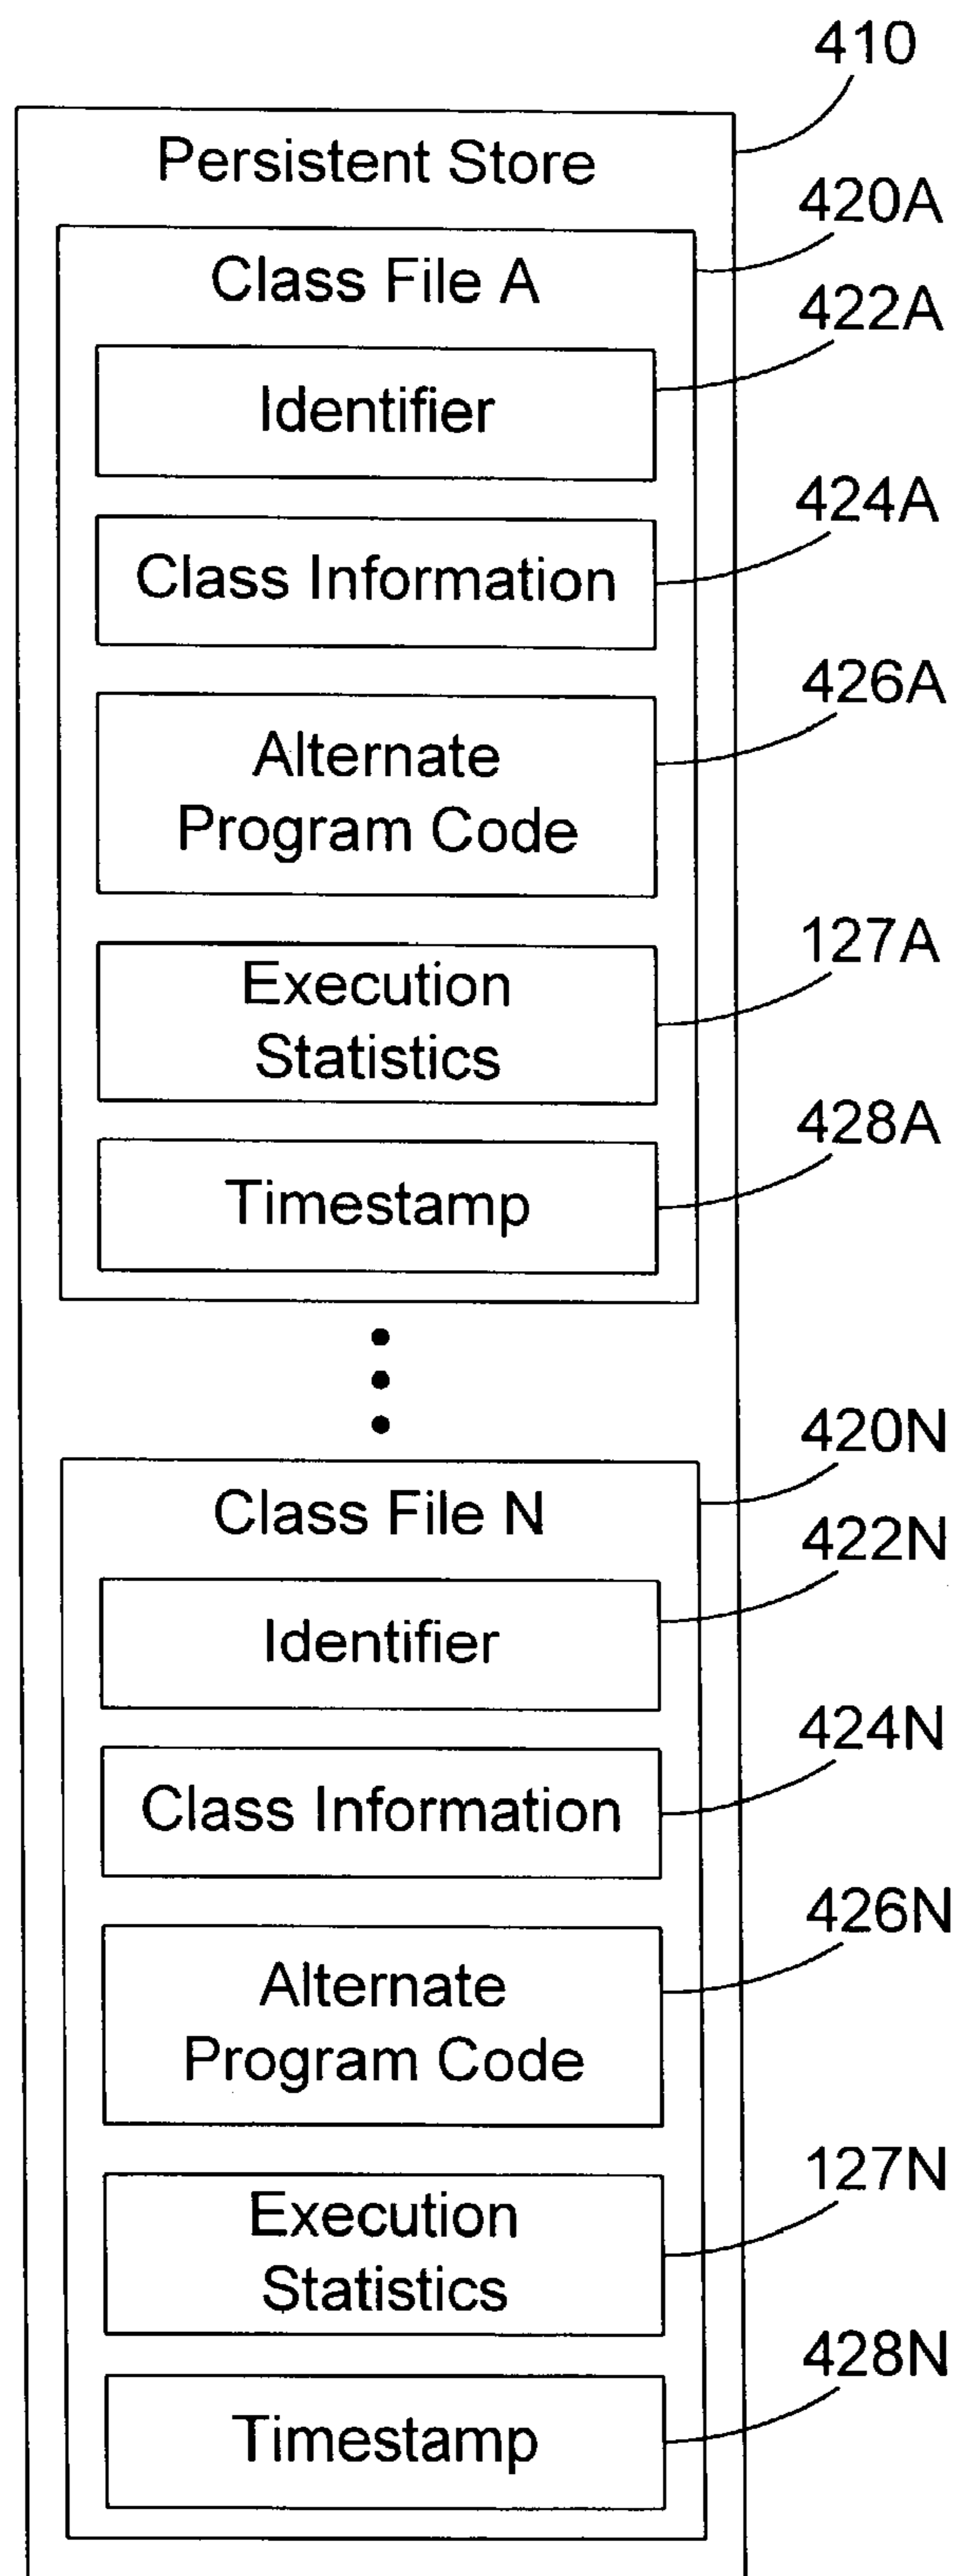 410
Persistent Store
420A
Class File A
422A
Identifier
424A
Class Information
426A
Alternate
Program Code
127A
Execution
Statistics
428A
Timestamp
420N
Class File N
422N
Identifier
424N
Class Information
426N
Alternate
Program Code
127N
Execution
Statistics
428N
Timestamp